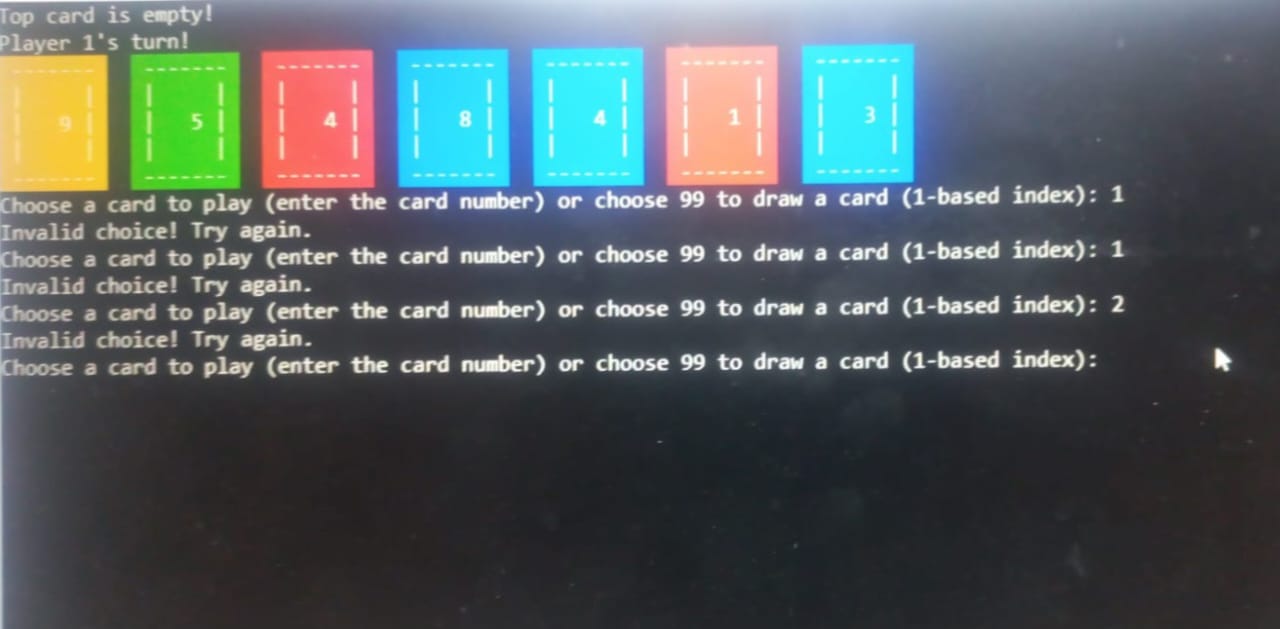 Top card is empty!
Player 1's turn!
9 5 4 8 4 1 3
Choose a card to play (enter the card number) or choose 99 to draw a card (1-based index): 1
Invalid choice! Try again.
Choose a card to play (enter the card number) or choose 99 to draw a card (1-based index): 1
Invalid choice! Try again.
Choose a card to play (enter the card number) or choose 99 to draw a card (1-based index): 2
Invalid choice! Try again.
Choose a card to play (enter the card number) or choose 99 to draw a card (1-based index):